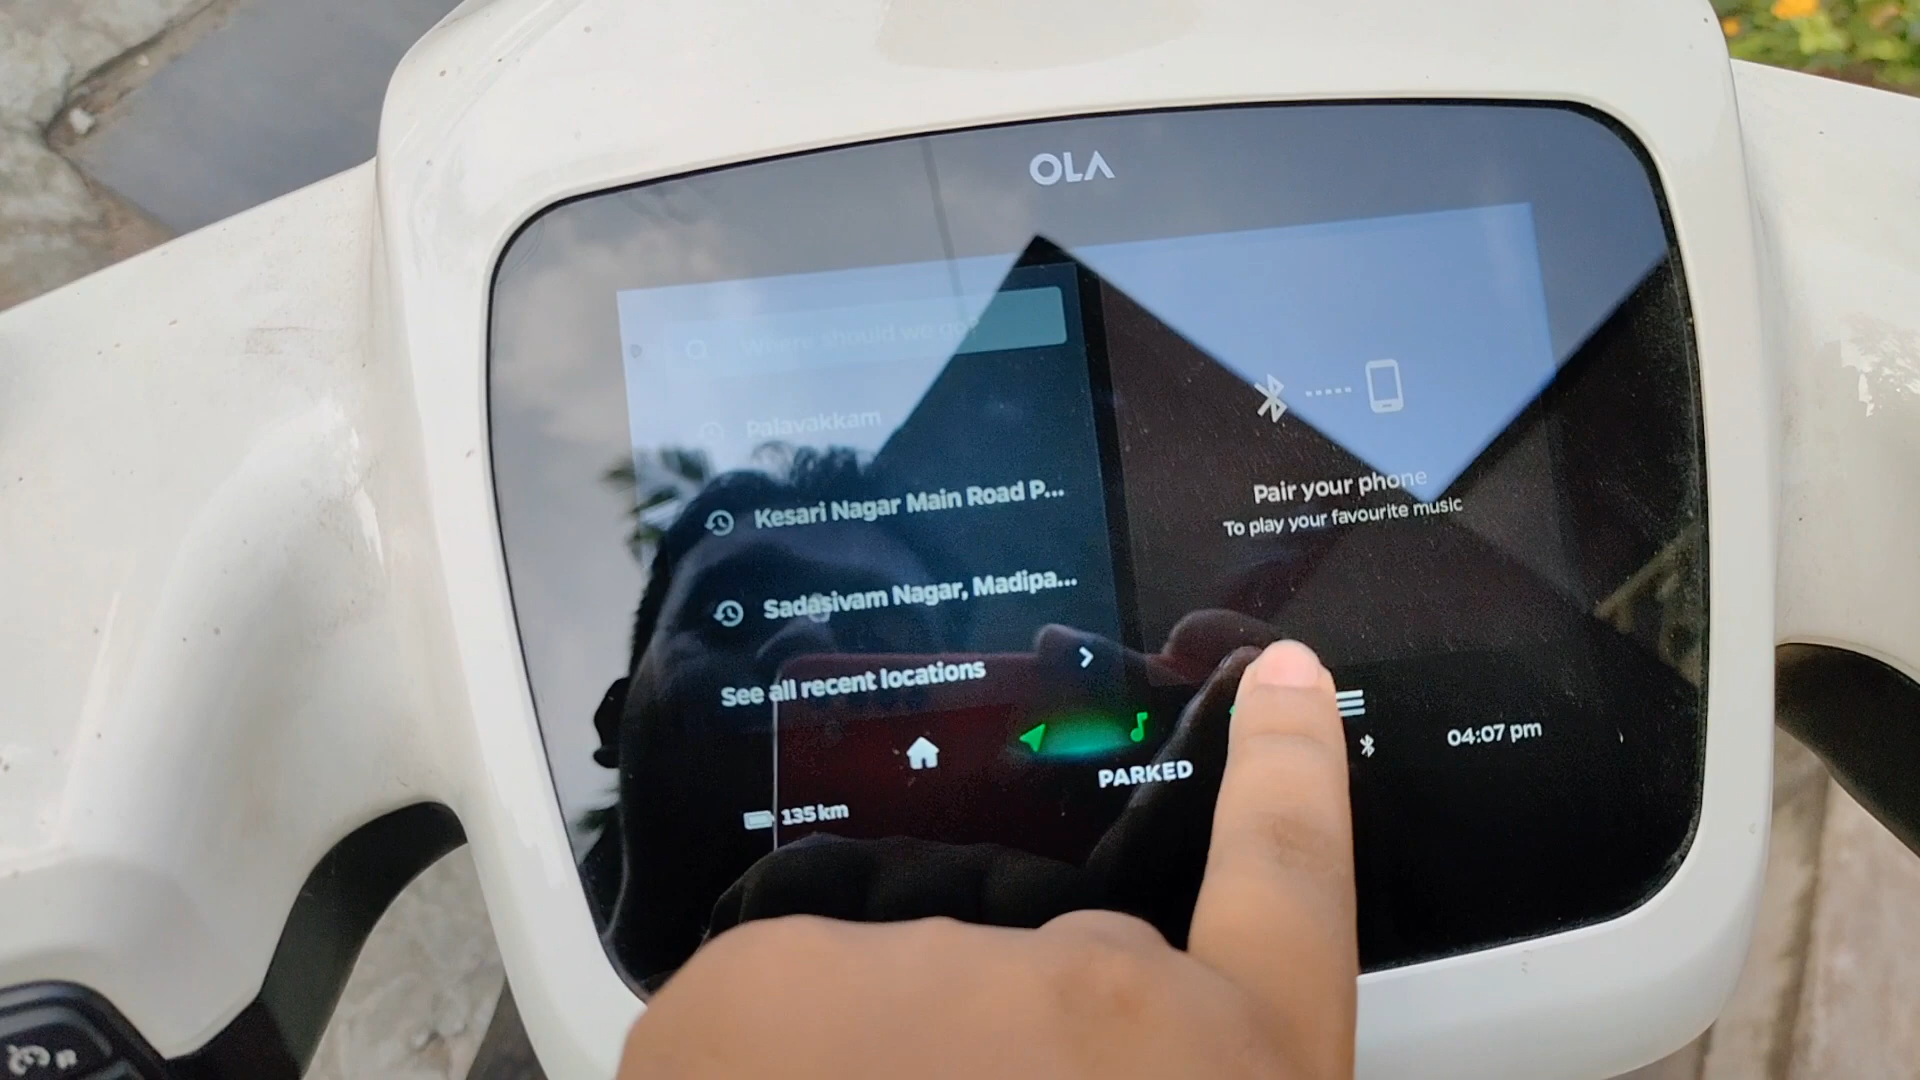 OLA
Where should we go?
Palavakkam
Kesari Nagar Main Road P...
Sadasivam Nagar, Madipa...
See all recent locations
Pair your phone
To play your favourite music
PARKED
04:07 pm
135 km